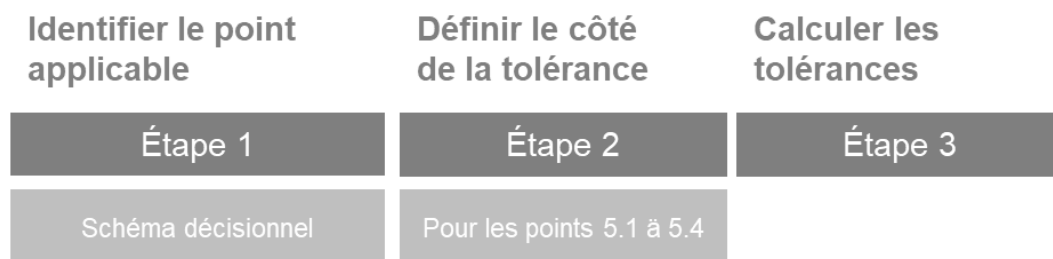 Identifier le point
applicable
Définir le côté
de la tolérance
Calculer les
tolérances
Étape 1
Étape 2
Étape 3
Schéma décisionnel
Pour les points 5.1 ä 5.4